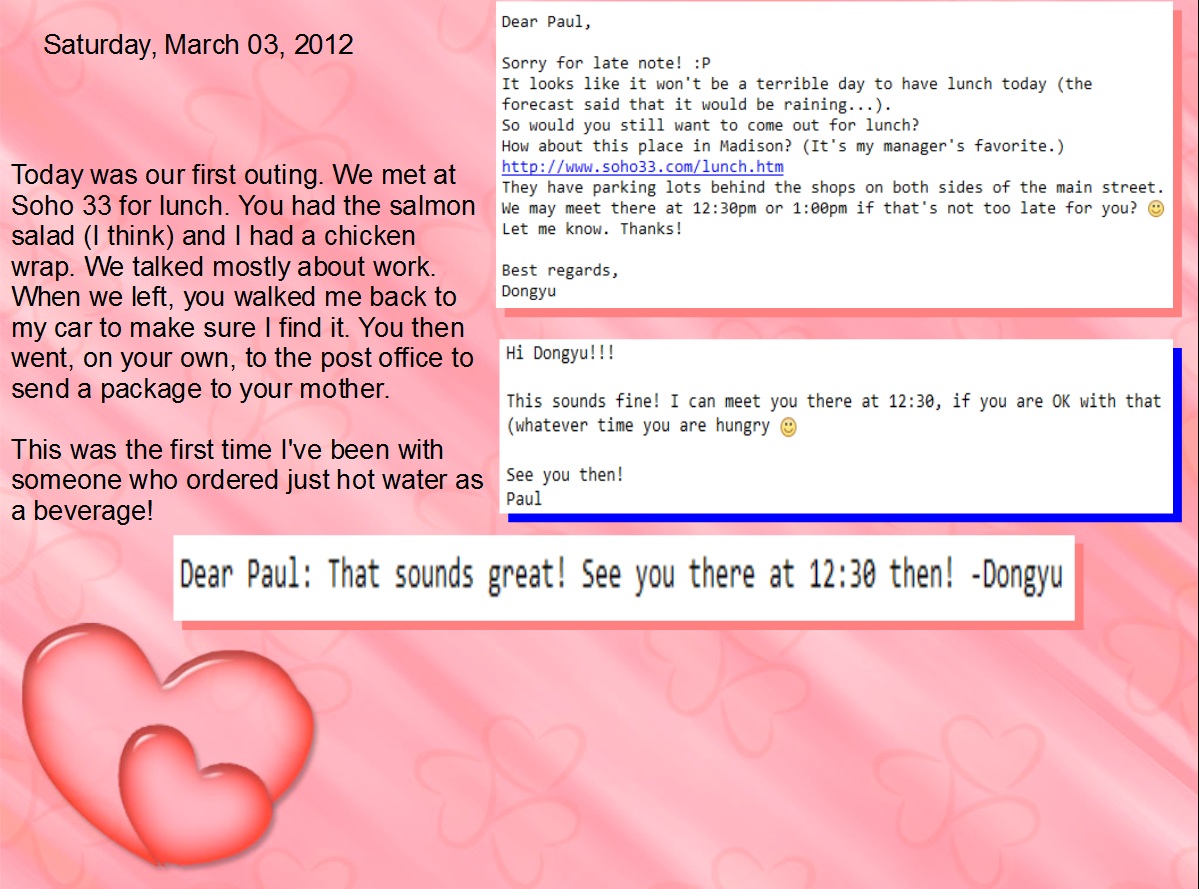 Saturday, March 03, 2012
Today was our first outing. We met at
Soho 33 for lunch. You had the salmon
salad (I think) and I had a chicken
wrap. We talked mostly about work.
When we left, you walked me back to
my car to make sure I find it. You then
went, on your own, to the post office to
send a package to your mother.
This was the first time I've been with
someone who ordered just hot water as
a beverage!
Dear Paul,
Sorry for late note! :P
It looks like it won't be a terrible day to have lunch today (the
forecast said that it would be raining...).
So would you still want to come out for lunch?
How about this place in Madison? (It's my manager's favorite.)
http://www.soho33.com/lunch.htm
They have parking lots behind the shops on both sides of the main street.
We may meet there at 12:30pm or 1:00pm if that's not too late for you? 🙂
Let me know. Thanks!
Best regards,
Dongyu
Hi Dongyu!!!
This sounds fine! I can meet you there at 12:30, if you are OK with that
(whatever time you are hungry 🙂
See you then!
Paul
Dear Paul: That sounds great! See you there at 12:30 then! -Dongyu